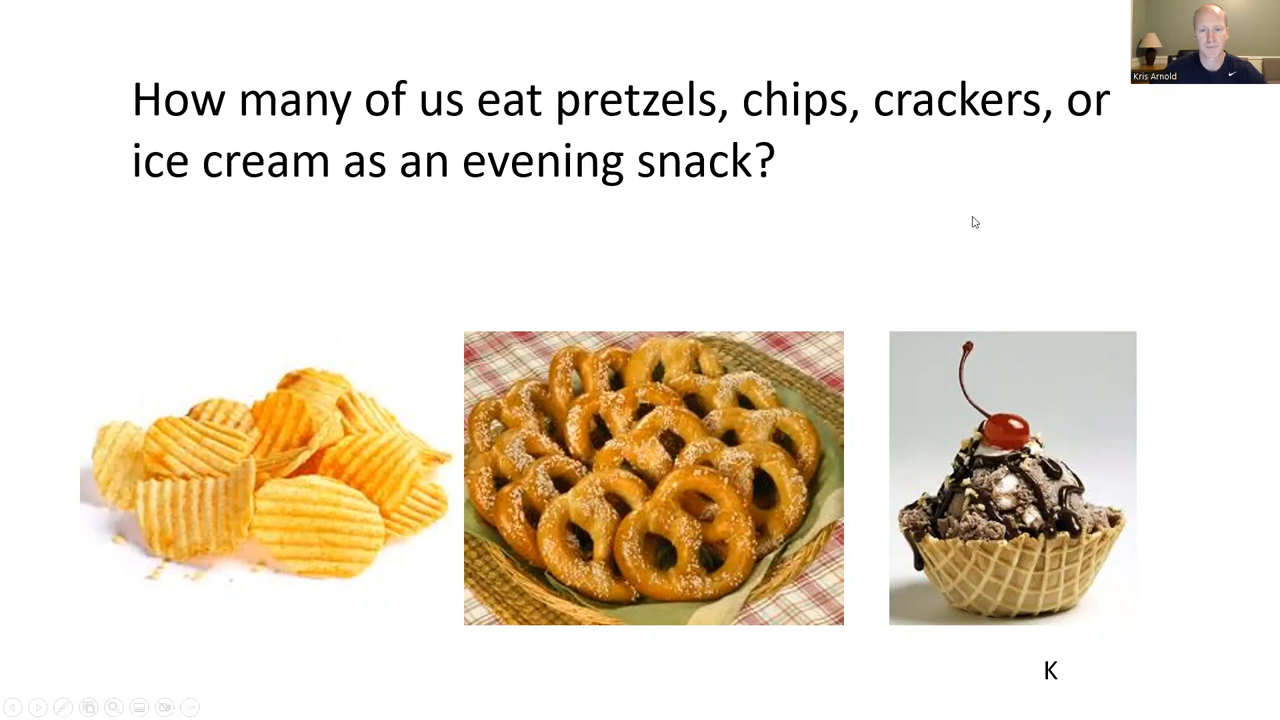 How many of us eat pretzels, chips, crackers, or
ice cream as an evening snack?
Kris Arnold
K